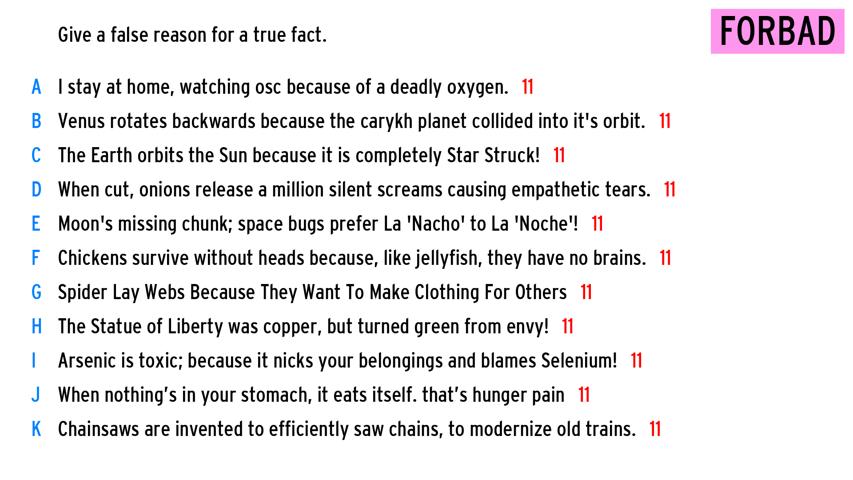 Give a false reason for a true fact.
FORBAD
A I stay at home, watching osc because of a deadly oxygen. 11
B Venus rotates backwards because the carykh planet collided into it's orbit. 11
C The Earth orbits the Sun because it is completely Star Struck! 11
D When cut, onions release a million silent screams causing empathetic tears. 11
E Moon's missing chunk; space bugs prefer La 'Nacho' to La 'Noche'! 11
F Chickens survive without heads because, like jellyfish, they have no brains. 11
G Spider Lay Webs Because They Want To Make Clothing For Others 11
H The Statue of Liberty was copper, but turned green from envy! 11
I Arsenic is toxic; because it nicks your belongings and blames Selenium! 11
J When nothing’s in your stomach, it eats itself. that’s hunger pain 11
K Chainsaws are invented to efficiently saw chains, to modernize old trains. 11